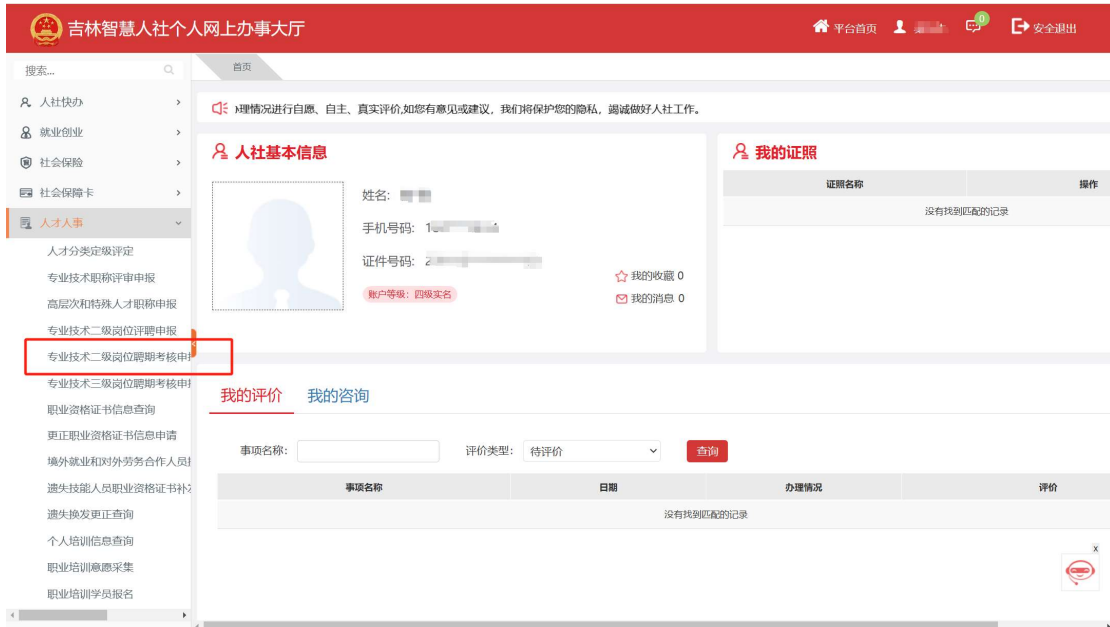 吉林智慧人社个人网上办事大厅
平台首页
0
安全退出
搜索...
首页
人社快办
就业创业
社会保险
社会保障卡
人才人事
人才分类定级评定
专业技术职称评审申报
高层次和特殊人才职称申报
专业技术二级岗位评聘申报
专业技术二级岗位聘期考核申
专业技术三级岗位聘期考核申
职业资格证书信息查询
更正职业资格证书信息申请
境外就业和对外劳务合作人员
遗失技能人员职业资格证书补
遗失换发更正查询
个人培训信息查询
职业培训意愿采集
职业培训学员报名
理情况进行自愿、自主、真实评价,如您有意见或建议，我们将保护您的隐私，竭诚做好人社工作。
人社基本信息
姓名:
手机号码: 1
证件号码: 2
账户等级: 四级实名
我的收藏 0
我的消息 0
我的证照
证照名称 操作
没有找到匹配的记录
我的评价 我的咨询
事项名称: 评价类型: 待评价 查询
事项名称 日期 办理情况 评价
没有找到匹配的记录
x